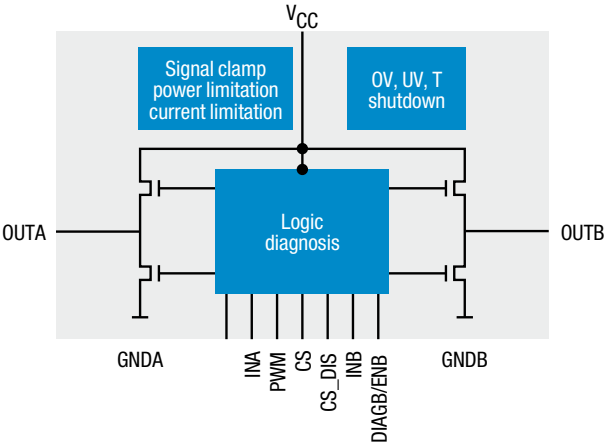 VCC
Signal clamp
power limitation
current limitation
OV, UV, T
shutdown
Logic
diagnosis
OUTA
OUTB
GNDA
INA
PWM
CS
CS_DIS
INB
DIAGB/ENB
GNDB